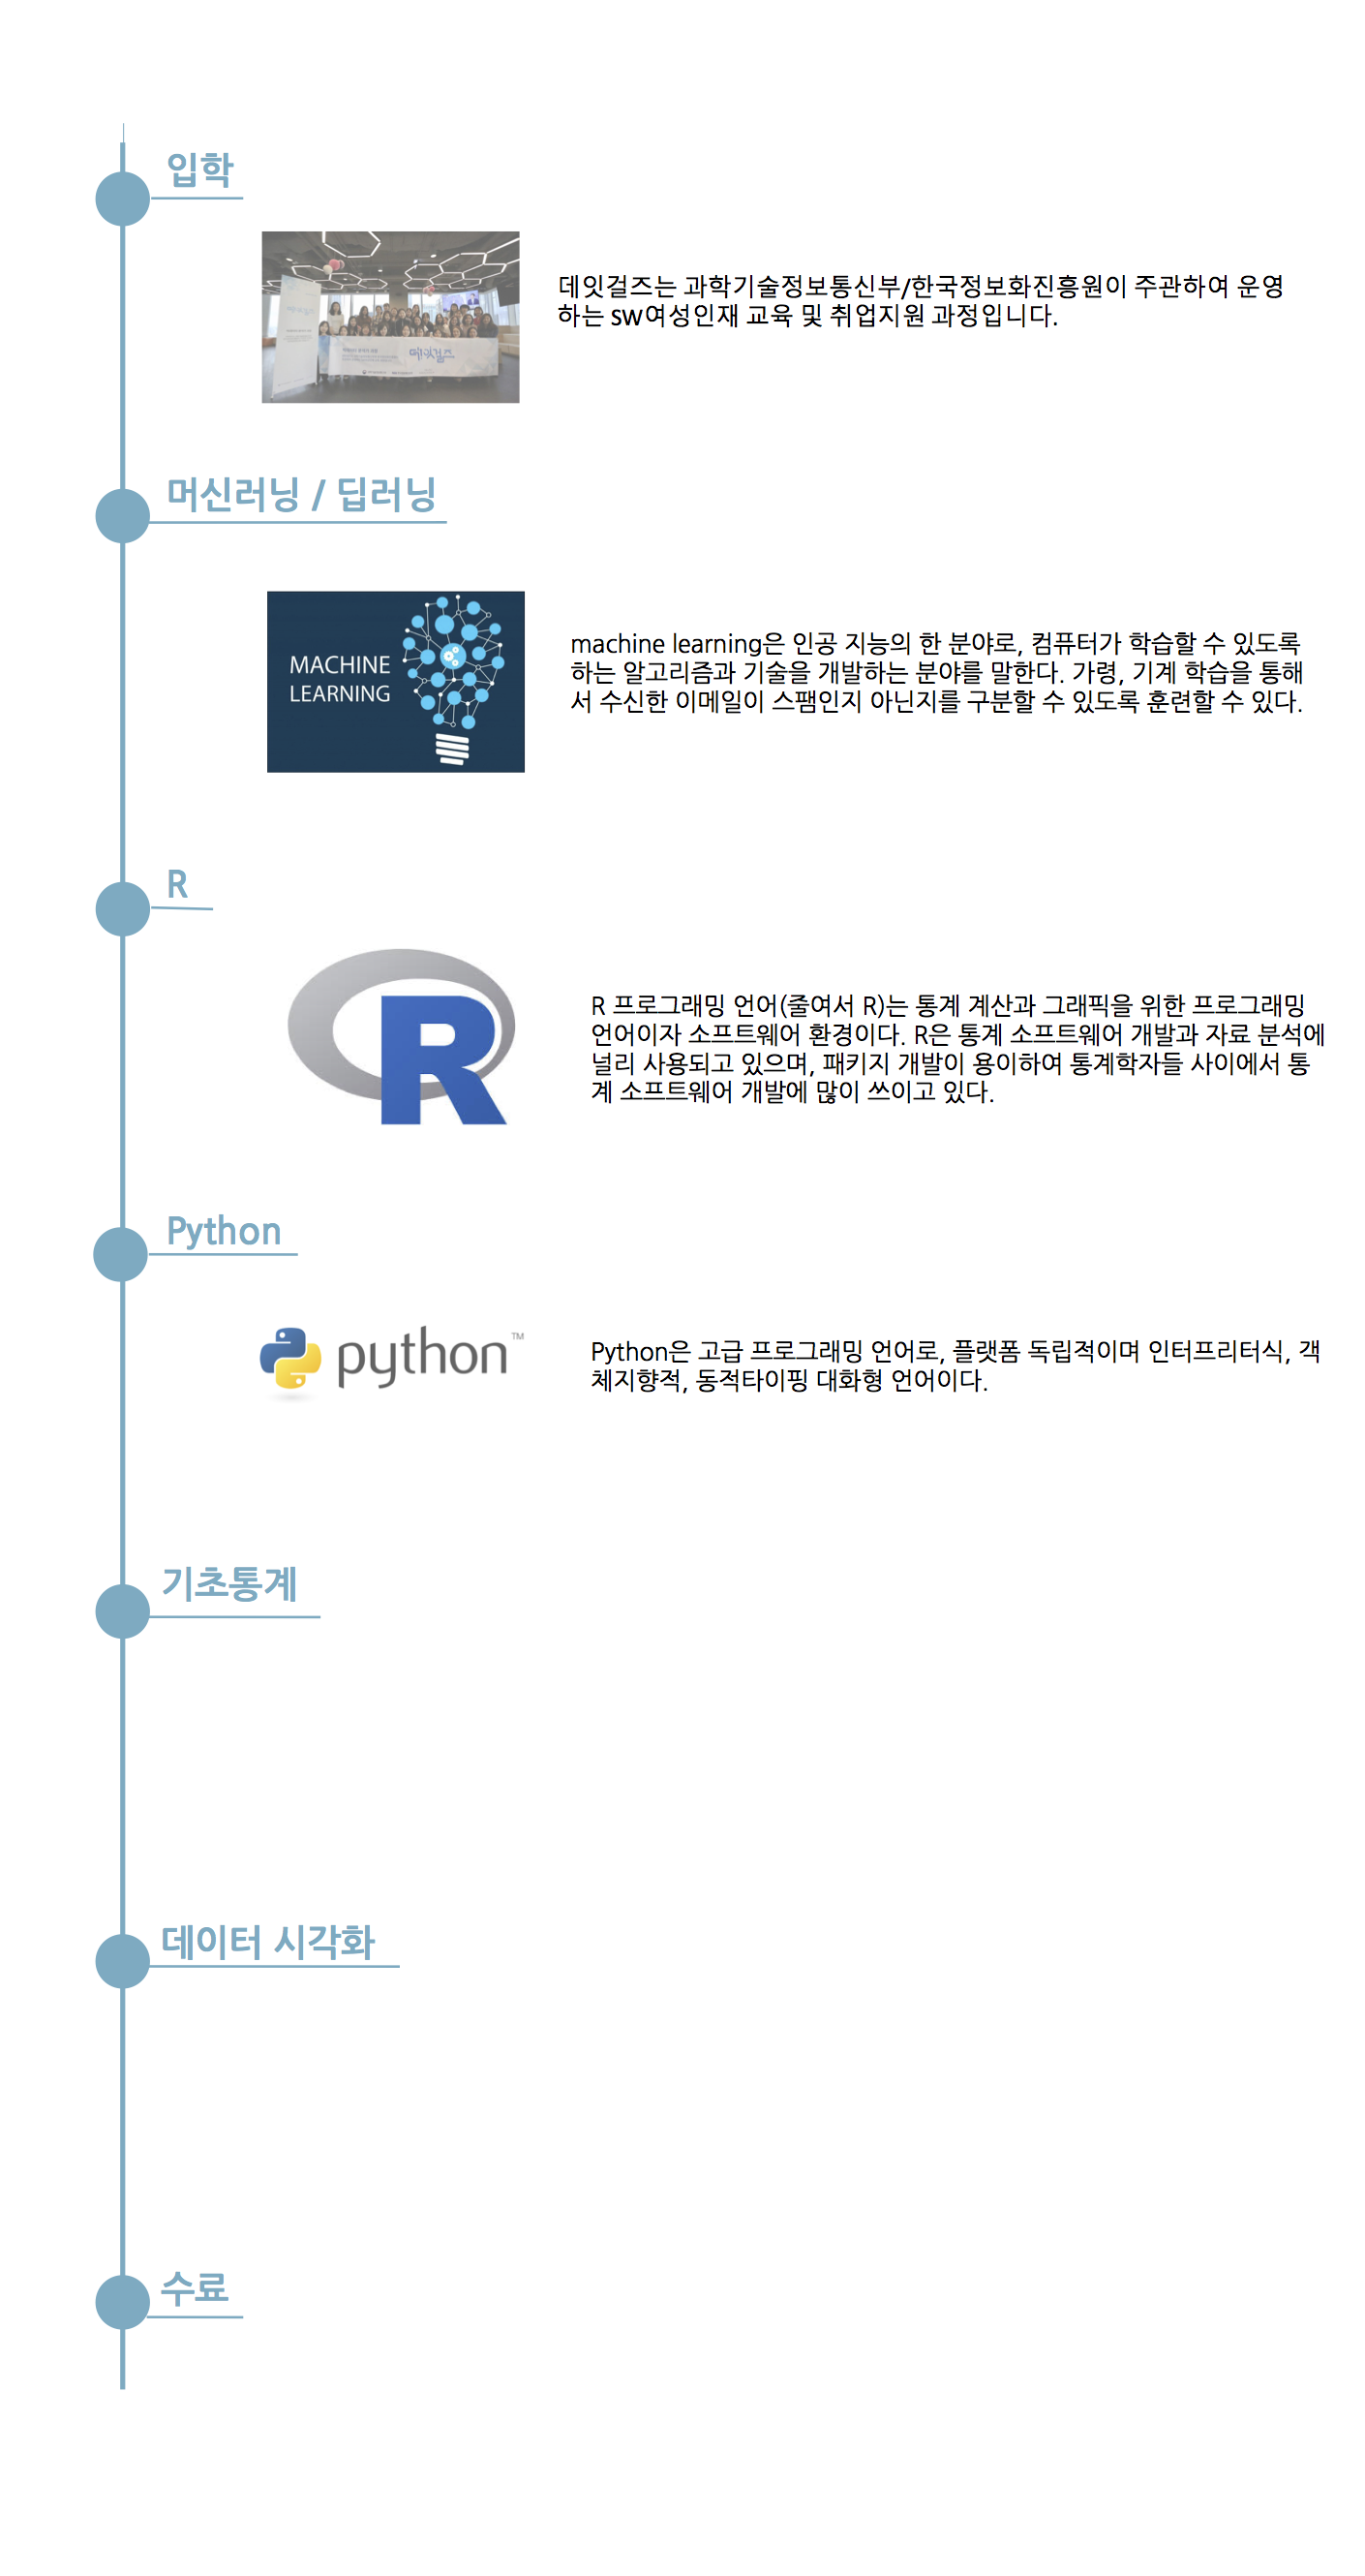 입학
데잇걸즈
데잇걸즈는 과학기술정보통신부/한국정보화진흥원이 주관하여 운영
하는 sw여성인재 교육 및 취업지원 과정입니다.
머신러닝 / 딥러닝
MACHINE
LEARNING
machine learning은 인공 지능의 한 분야로, 컴퓨터가 학습할 수 있도록
하는 알고리즘과 기술을 개발하는 분야를 말한다. 가령, 기계 학습을 통해
서 수신한 이메일이 스팸인지 아닌지를 구분할 수 있도록 훈련할 수 있다.
R
R
R 프로그래밍 언어(줄여서 R)는 통계 계산과 그래픽을 위한 프로그래밍
언어이자 소프트웨어 환경이다. R은 통계 소프트웨어 개발과 자료 분석에
널리 사용되고 있으며, 패키지 개발이 용이하여 통계학자들 사이에서 통
계 소프트웨어 개발에 많이 쓰이고 있다.
Python
python™
Python은 고급 프로그래밍 언어로, 플랫폼 독립적이며 인터프리터식, 객
체지향적, 동적타이핑 대화형 언어이다.
기초통계
데이터 시각화
수료